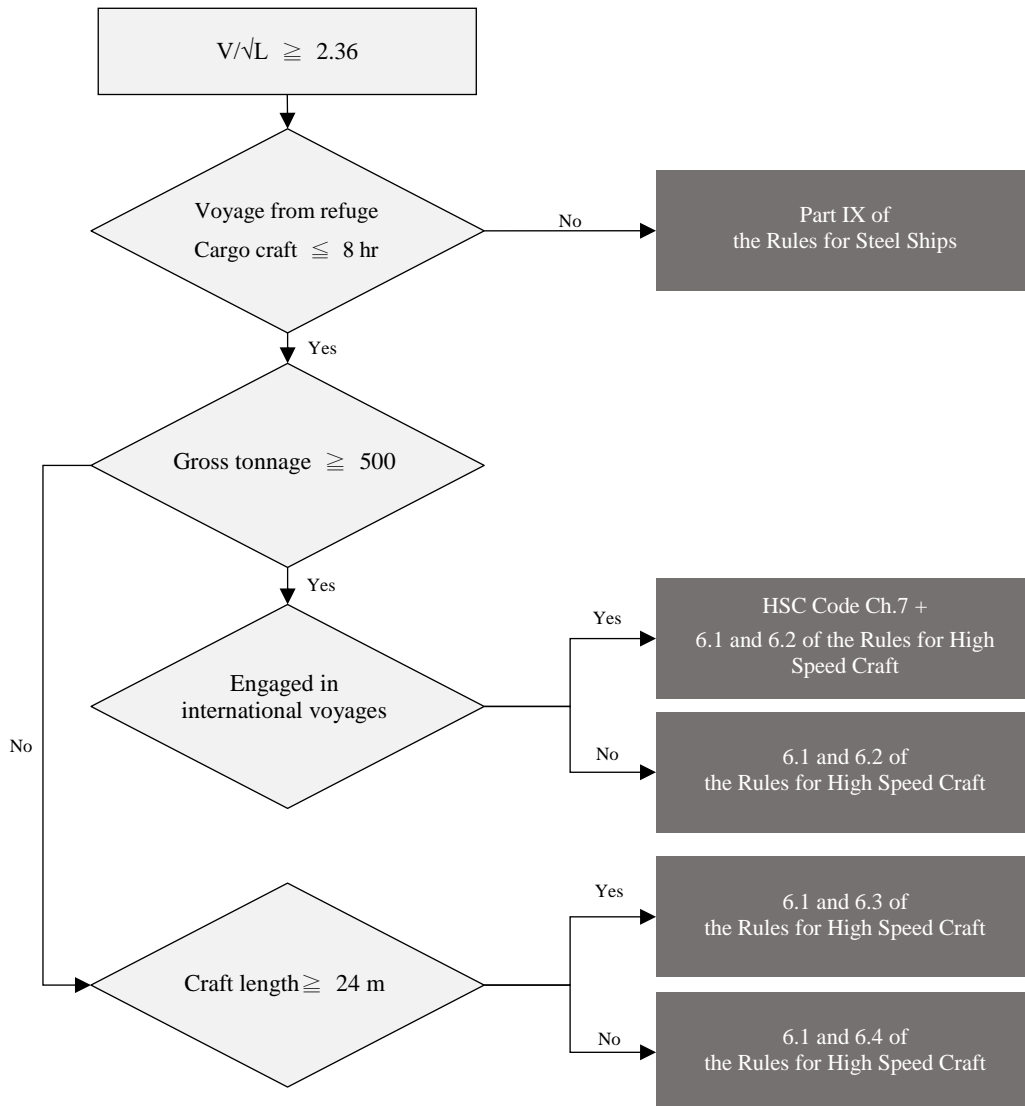 V/√L ≧ 2.36
Voyage from refuge
Cargo craft ≦ 8 hr
No
Part IX of
the Rules for Steel Ships
Yes
Gross tonnage ≧ 500
Yes
Engaged in
international voyages
Yes
HSC Code Ch.7 +
6.1 and 6.2 of the Rules for High
Speed Craft
No
No
6.1 and 6.2 of
the Rules for High Speed Craft
Craft length≧ 24 m
Yes
6.1 and 6.3 of
the Rules for High Speed Craft
No
6.1 and 6.4 of
the Rules for High Speed Craft